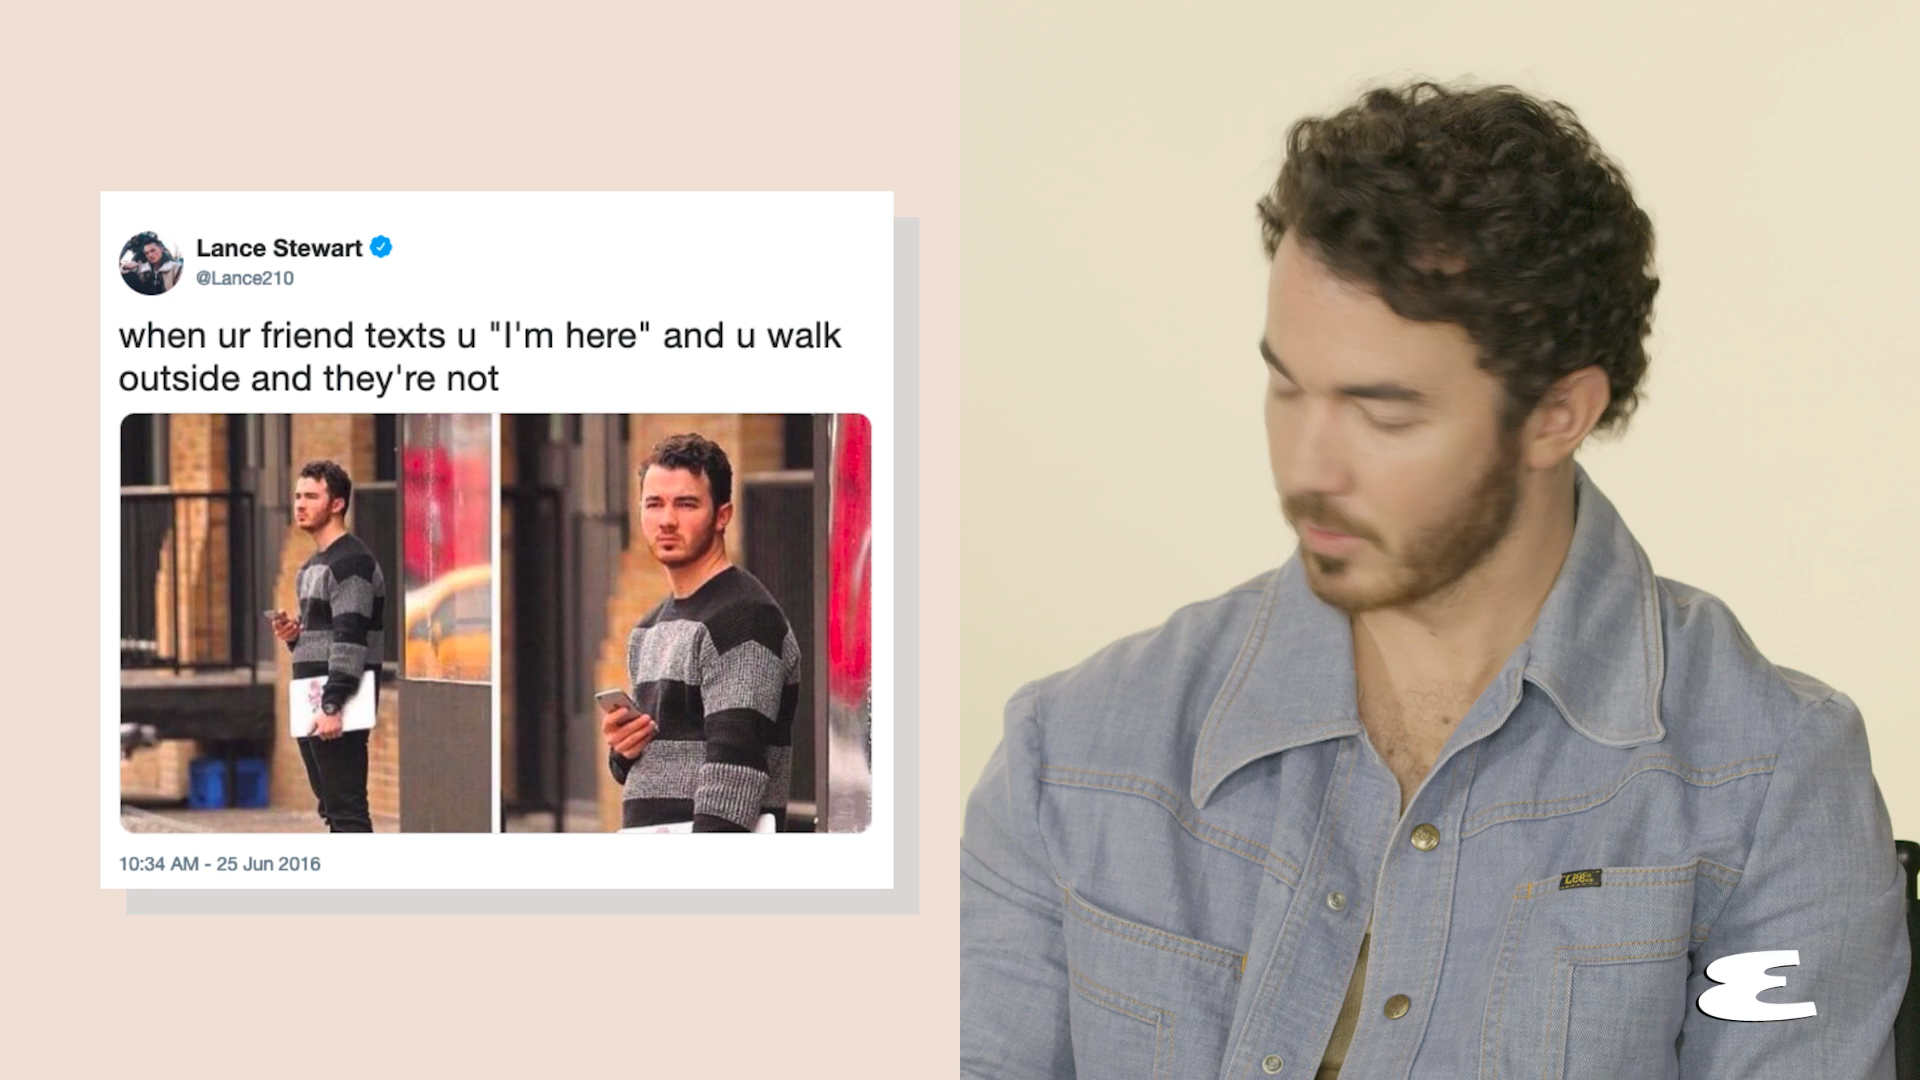 Lance Stewart
@Lance210
when ur friend texts u "I'm here" and u walk
outside and they're not
10:34 AM - 25 Jun 2016
Lee
E